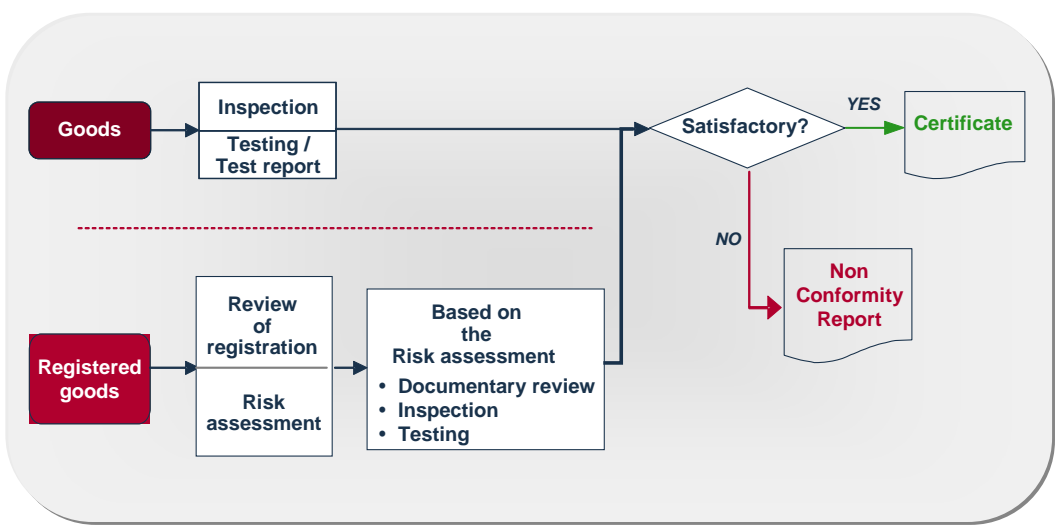 Goods
Inspection
Testing /
Test report
Satisfactory?
YES
Certificate
NO
Non
Conformity
Report
Registered
goods
Review
of
registration
Risk
assessment
Based on
the
Risk assessment
• Documentary review
• Inspection
• Testing